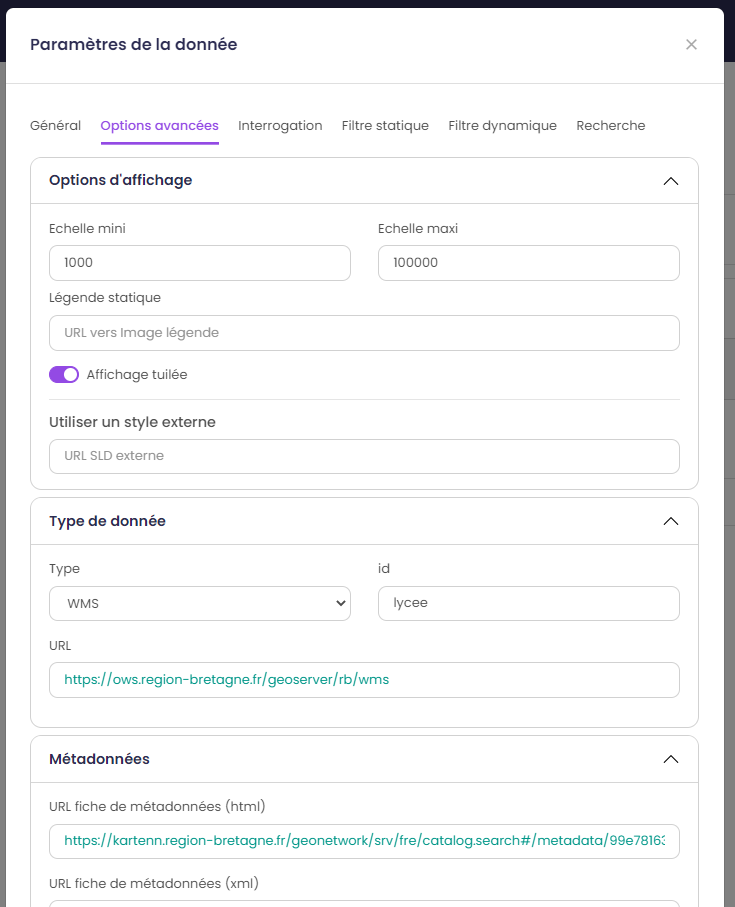 Paramètres de la donnée
Général Options avancées Interrogation Filtre statique Filtre dynamique Recherche
Options d'affichage
Echelle mini Echelle maxi
1000 100000
Légende statique
URL vers Image légende
Affichage tuilée
Utiliser un style externe
URL SLD externe
Type de donnée
Type id
WMS lycee
URL
https://ows.region-bretagne.fr/geoserver/rb/wms
Métadonnées
URL fiche de métadonnées (html)
https://kartenn.region-bretagne.fr/geonetwork/srv/fre/catalog.search#/metadata/99e78163
URL fiche de métadonnées (xml)